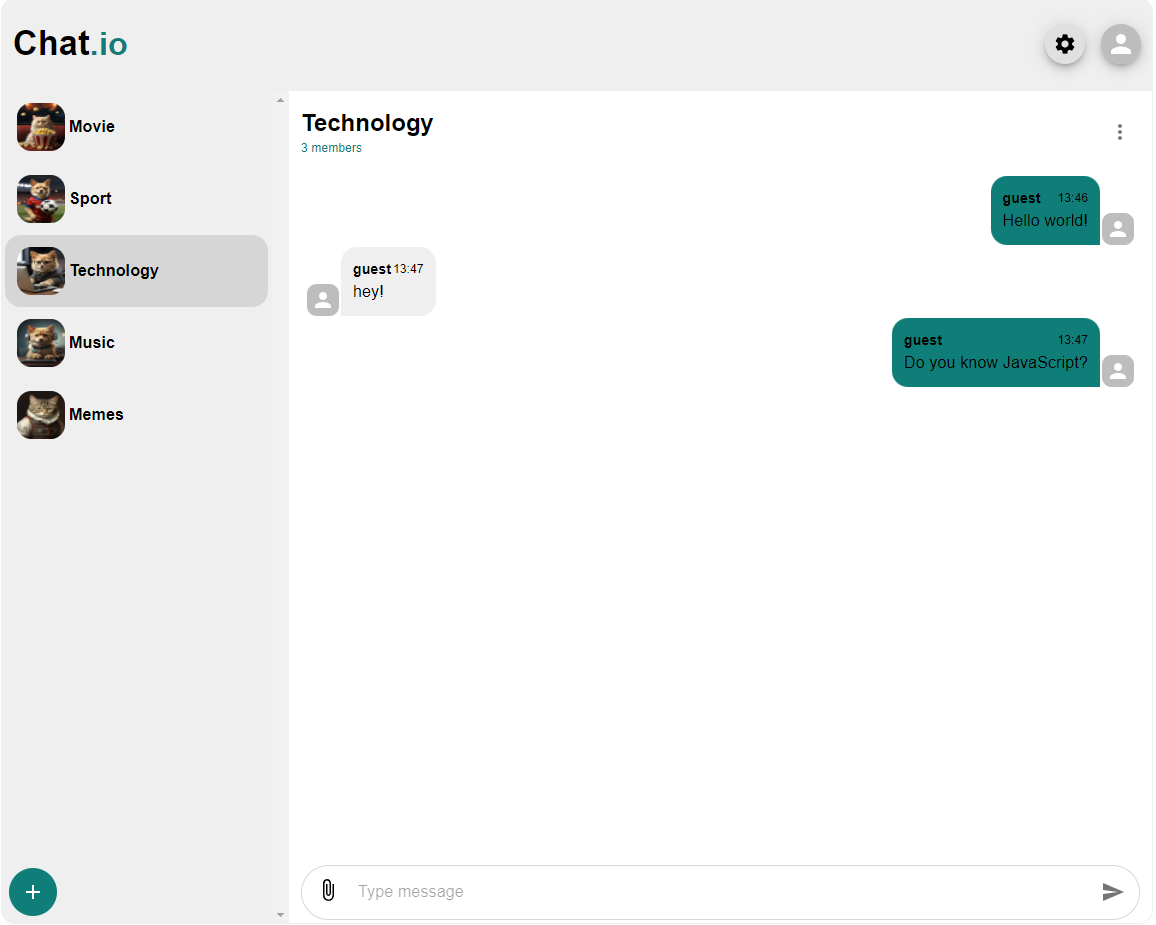 Chat.io
Movie
Sport
Technology
Music
Memes
Technology
3 members
guest 13:46
Hello world!
guest 13:47
hey!
guest 13:47
Do you know JavaScript?
Type message